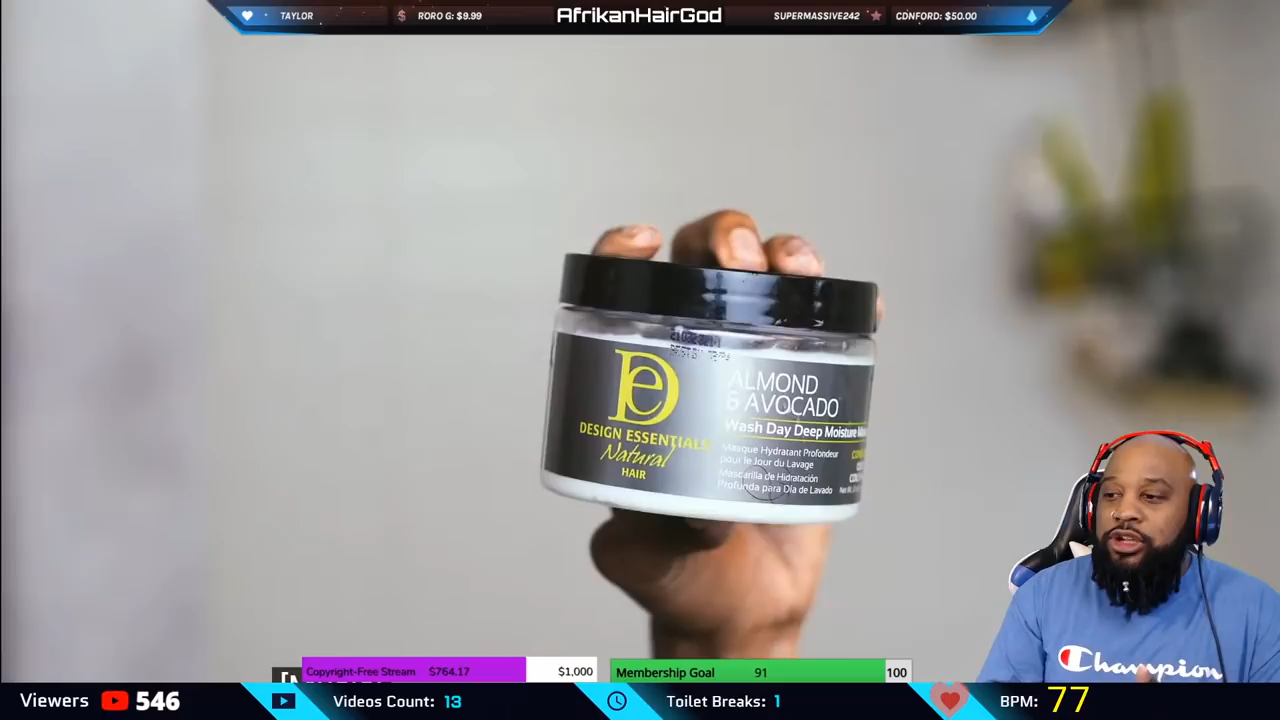 TAYLOR
RORO G: $9.99
AfrikanHairGod
SUPERMASSIVE242
CDNFORD: $50.00
De
DESIGN ESSENTIALS
Natural
HAIR
ALMOND
& AVOCADO
Wash Day Deep Moisture
Masque Hydratant Profondeur
pour le Jour du Lavage
Mascarilla de Hidratación
Profunda para Día de Lavado
Champion
Copyright-Free Stream $764.17 $1,000
Membership Goal 91 100
Viewers 546
Videos Count: 13
Toilet Breaks: 1
BPM: 77